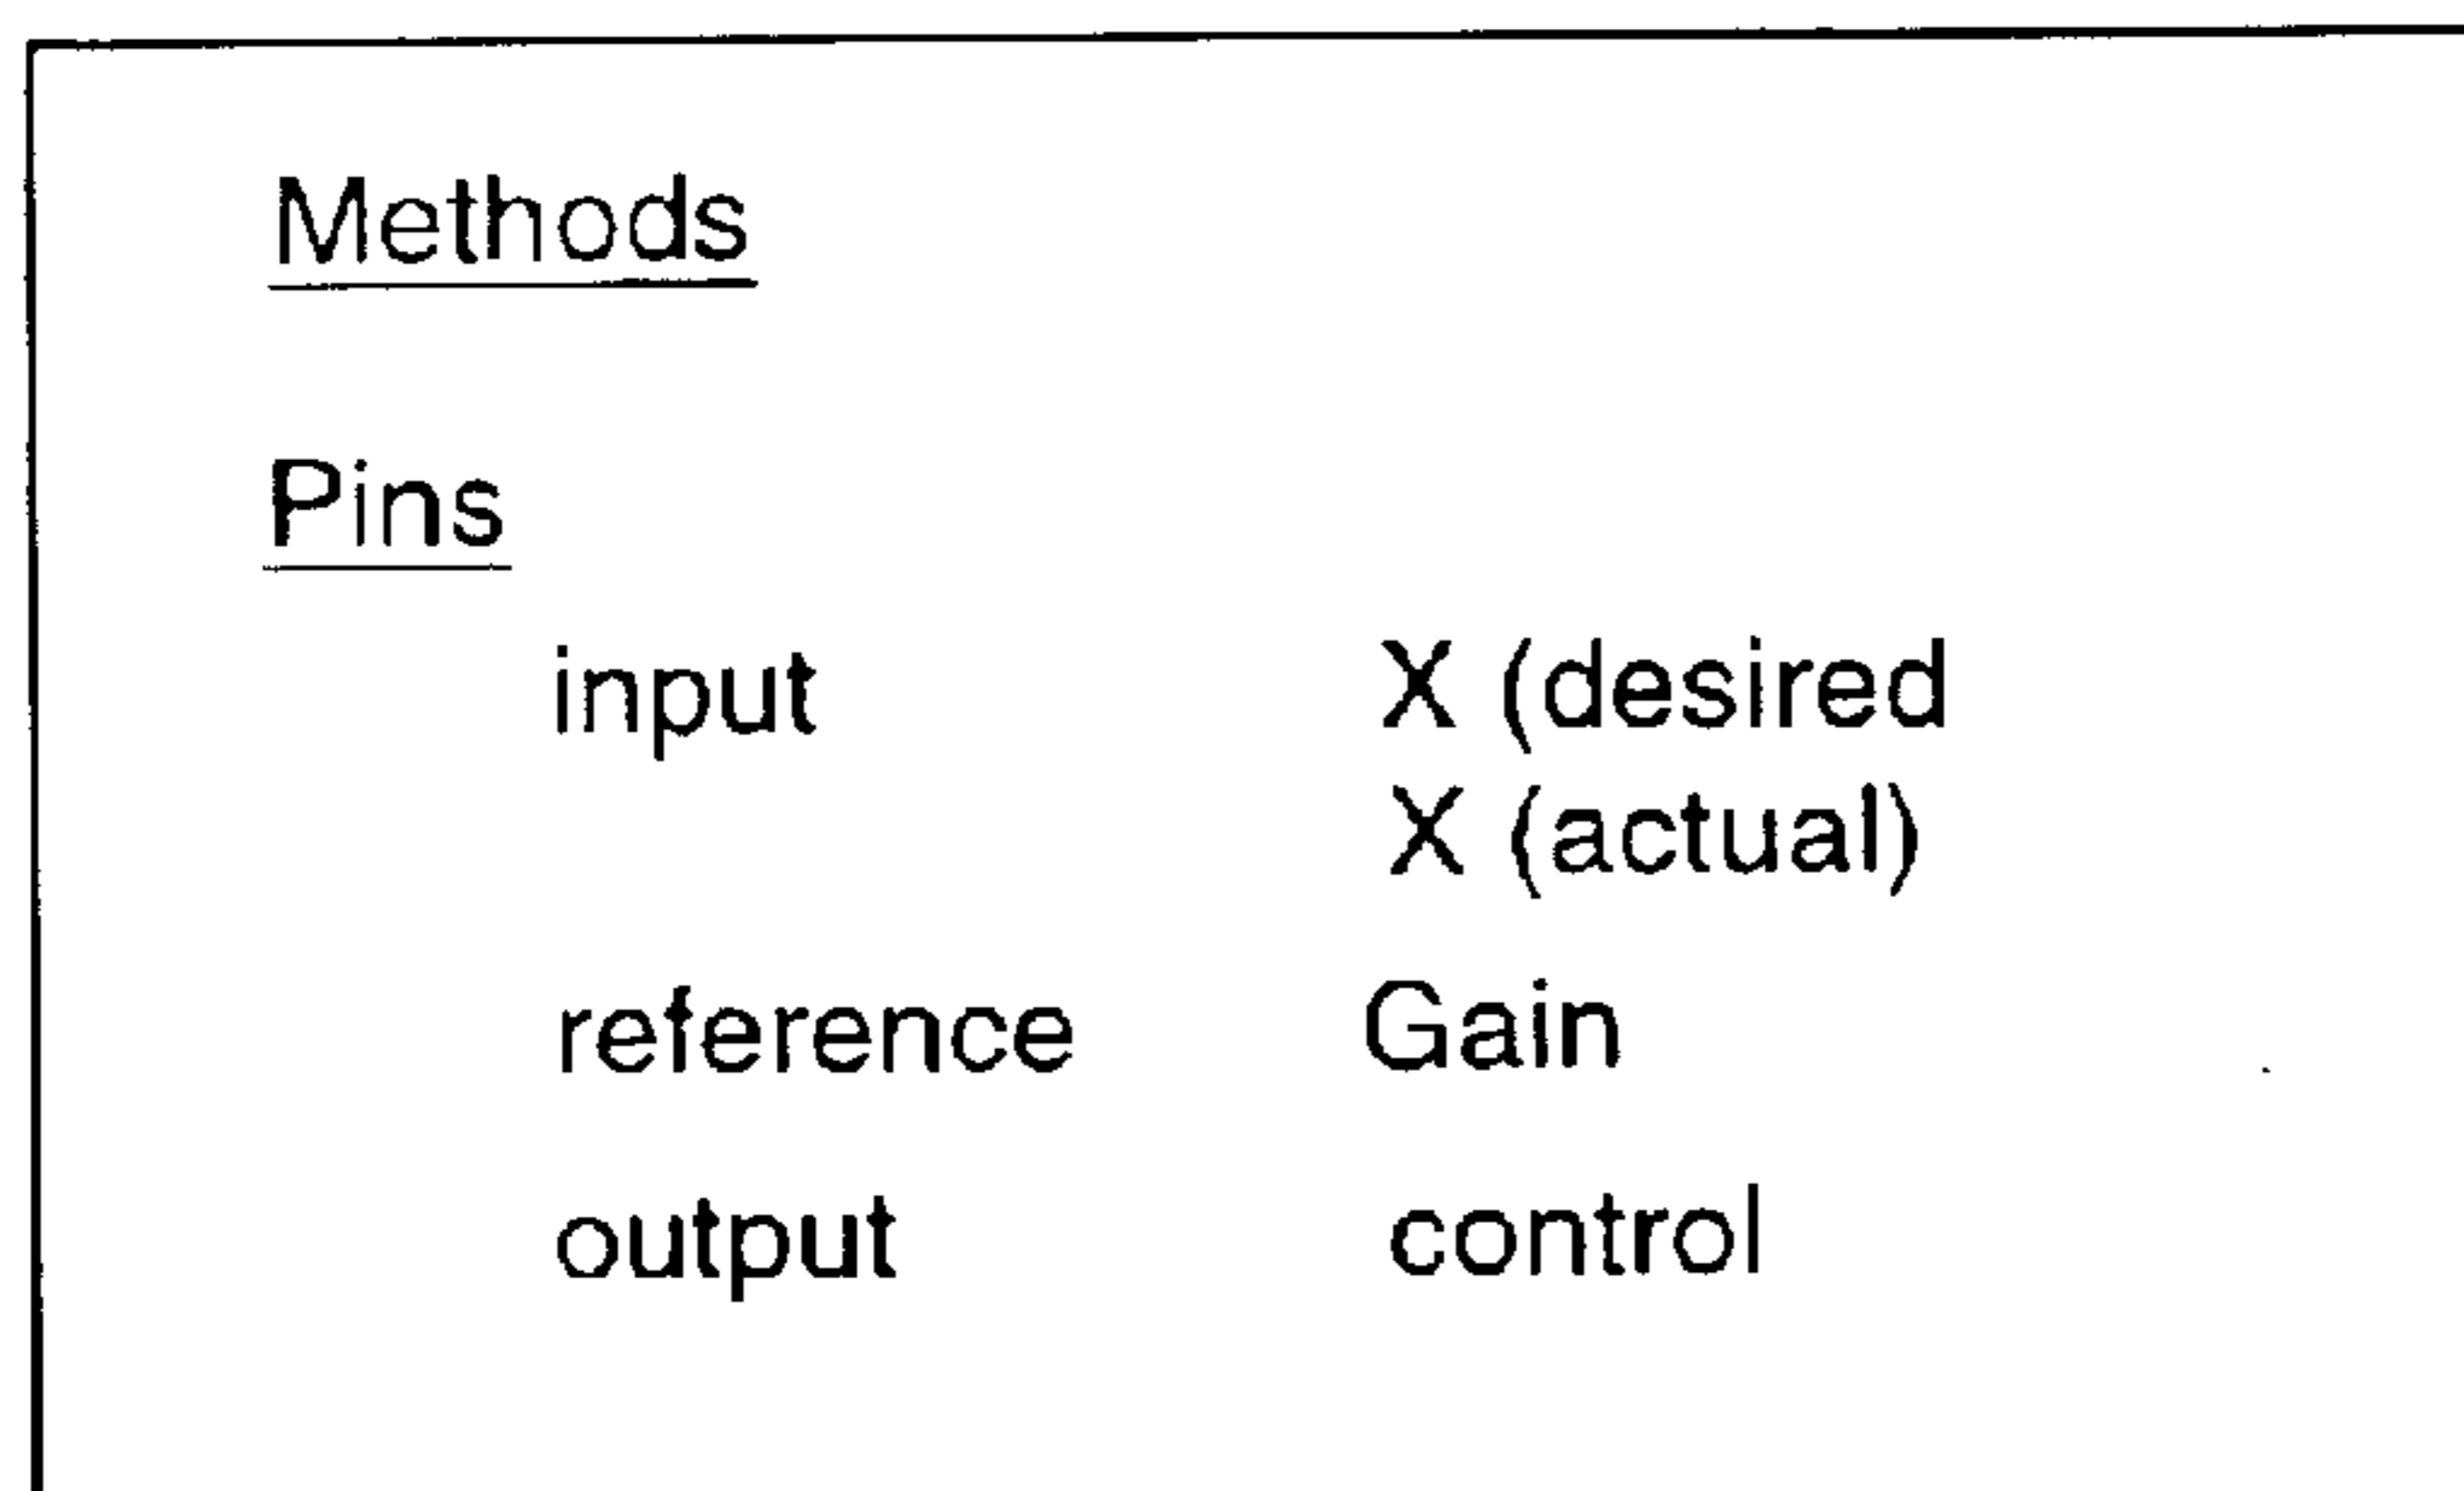 Methods
Pins
input X (desired
X (actual)
reference Gain
output control